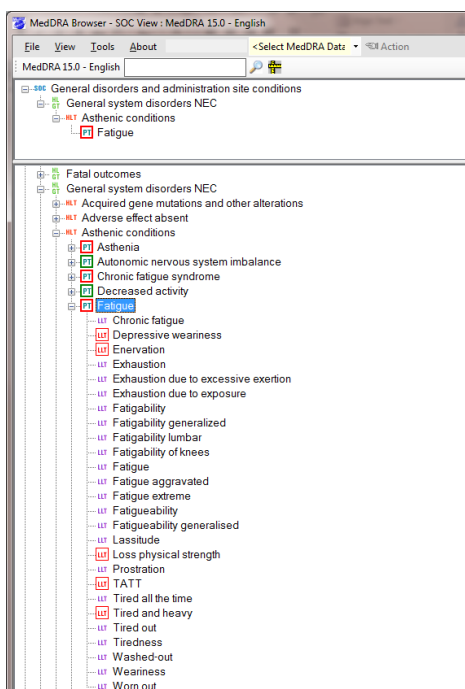 MedDRA Browser - SOC View : MedDRA 15.0 - English
File View Tools About <Select MedDRA Data Action
MedDRA 15.0 - English
SOC General disorders and administration site conditions
HLGT General system disorders NEC
HLT Asthenic conditions
PT Fatigue
HLGT Fatal outcomes
HLGT General system disorders NEC
HLT Acquired gene mutations and other alterations
HLT Adverse effect absent
HLT Asthenic conditions
PT Asthenia
PT Autonomic nervous system imbalance
PT Chronic fatigue syndrome
PT Decreased activity
PT Fatigue
LLT Chronic fatigue
LLT Depressive weariness
LLT Enervation
LLT Exhaustion
LLT Exhaustion due to excessive exertion
LLT Exhaustion due to exposure
LLT Fatigability
LLT Fatigability generalized
LLT Fatigability lumbar
LLT Fatigability of knees
LLT Fatigue
LLT Fatigue aggravated
LLT Fatigue extreme
LLT Fatigueability
LLT Fatigueability generalised
LLT Lassitude
LLT Loss physical strength
LLT Prostration
LLT TATT
LLT Tired all the time
LLT Tired and heavy
LLT Tired out
LLT Tiredness
LLT Washed-out
LLT Weariness
LLT Worn out